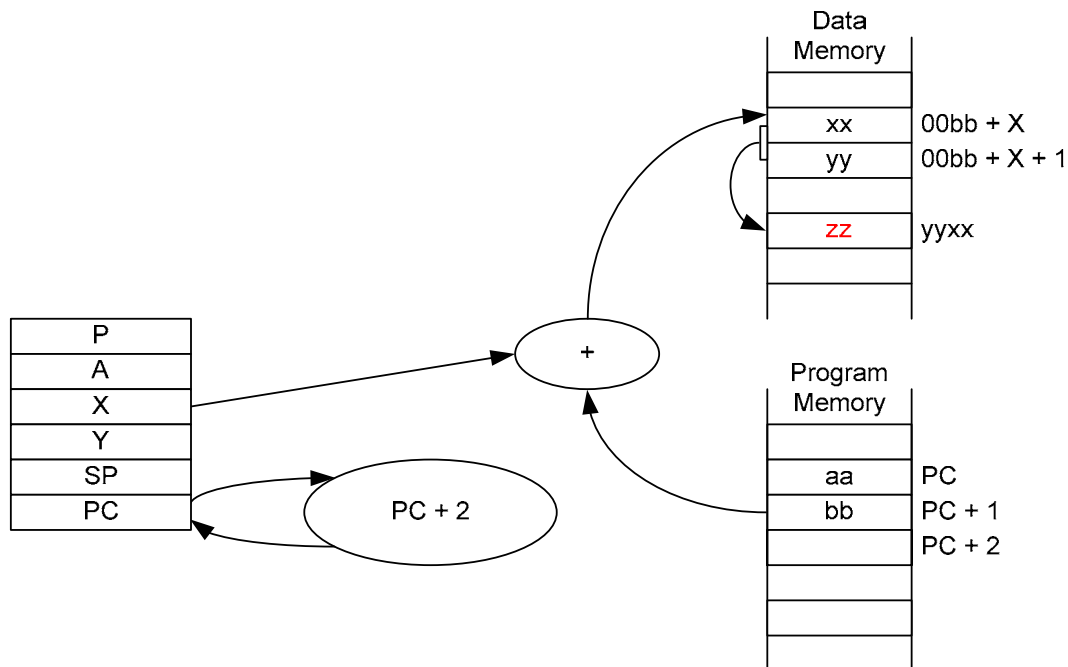 Data
Memory
xx
00bb + X
yy
00bb + X + 1
zz
yyxx
P
A
X
Y
SP
PC
+
PC + 2
Program
Memory
aa
PC
bb
PC + 1
PC + 2